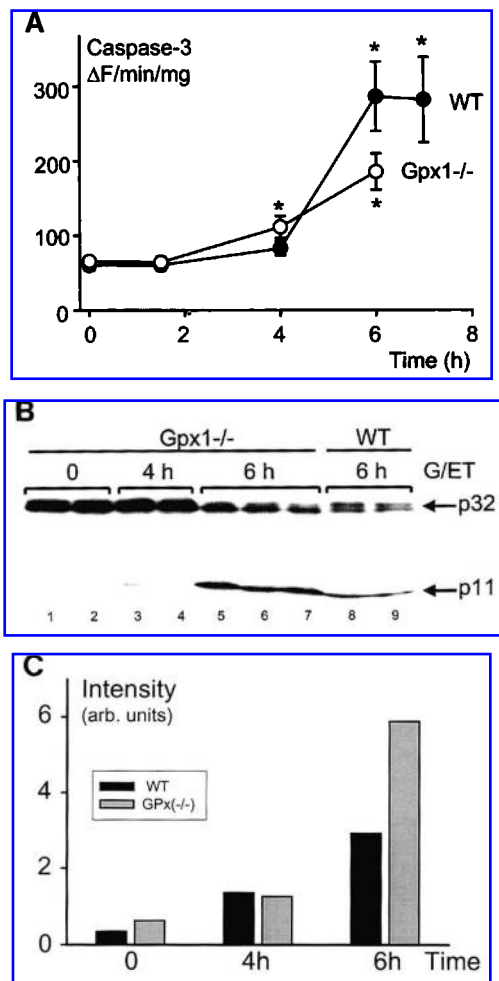 A
Caspase-3
ΔF/min/mg
300
200
100
0
* *
WT
Gpx1-/-
*
*
0 2 4 6 8
Time (h)
B
Gpx1-/- WT
0 4 h 6 h 6 h G/ET
p32
p11
1 2 3 4 5 6 7 8 9
C
Intensity
(arb. units)
6
4
2
0
WT
GPx(-/-)
0 4h 6h Time